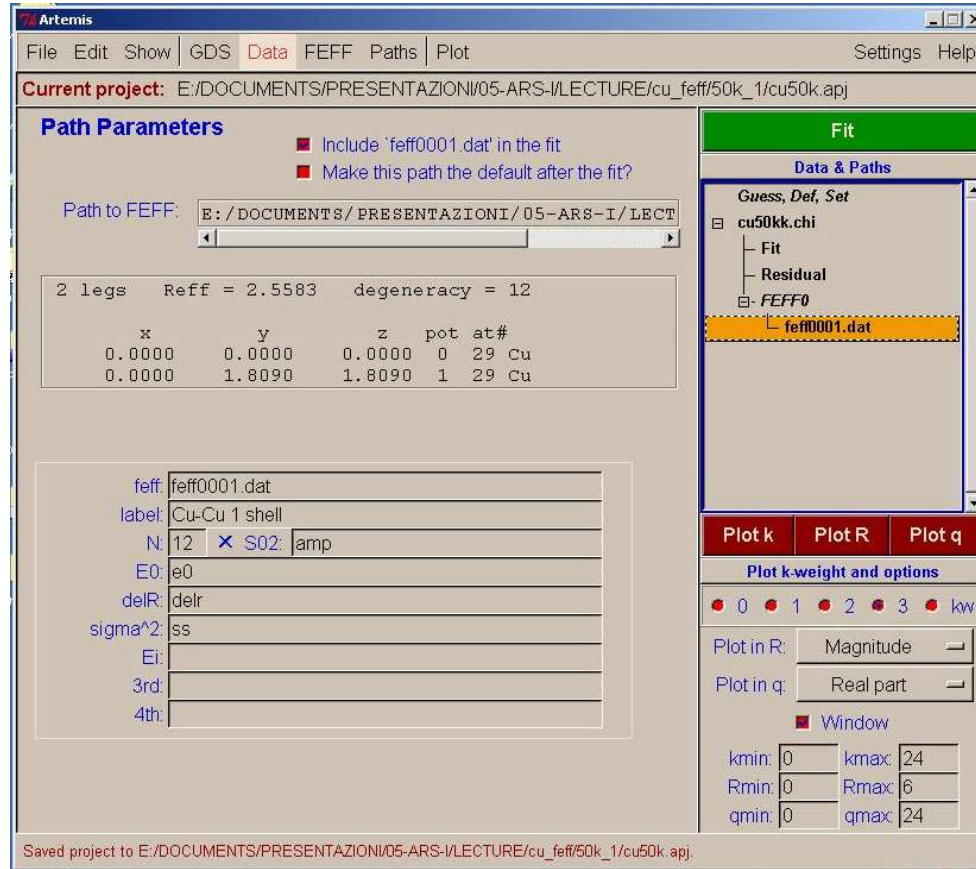 Artemis
File Edit Show GDS Data FEFF Paths Plot Settings Help
Current project: E:/DOCUMENTS/PRESENTAZIONI/05-ARS-I/LECTURE/cu_feff/50k_1/cu50k.apj
Path Parameters
Include `feff0001.dat' in the fit
Make this path the default after the fit?
Path to FEFF: E:/DOCUMENTS/PRESENTAZIONI/05-ARS-I/LECT
2 legs Reff = 2.5583 degeneracy = 12
x y z pot at#
0.0000 0.0000 0.0000 0 29 Cu
0.0000 1.8090 1.8090 1 29 Cu
feff: feff0001.dat
label: Cu-Cu 1 shell
N: 12 × S02: amp
E0: e0
delR: delr
sigma^2: ss
Ei:
3rd:
4th:
Fit
Data & Paths
Guess, Def, Set
cu50kk.chi
Fit
Residual
FEFF0
feff0001.dat
Plot k Plot R Plot q
Plot k-weight and options
0 1 2 3 kw
Plot in R: Magnitude
Plot in q: Real part
Window
kmin: 0 kmax: 24
Rmin: 0 Rmax: 6
qmin: 0 qmax: 24
Saved project to E:/DOCUMENTS/PRESENTAZIONI/05-ARS-I/LECTURE/cu_feff/50k_1/cu50k.apj.